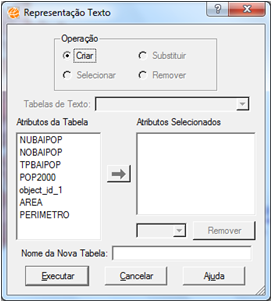 Representação Texto
Operação
Criar
Substituir
Selecionar
Remover
Tabelas de Texto:
Atributos da Tabela
Atributos Selecionados
NUBAIPOP
NOBAIPOP
TPBAIPOP
POP2000
object_id_1
AREA
PERIMETRO
Remover
Nome da Nova Tabela:
Executar
Cancelar
Ajuda